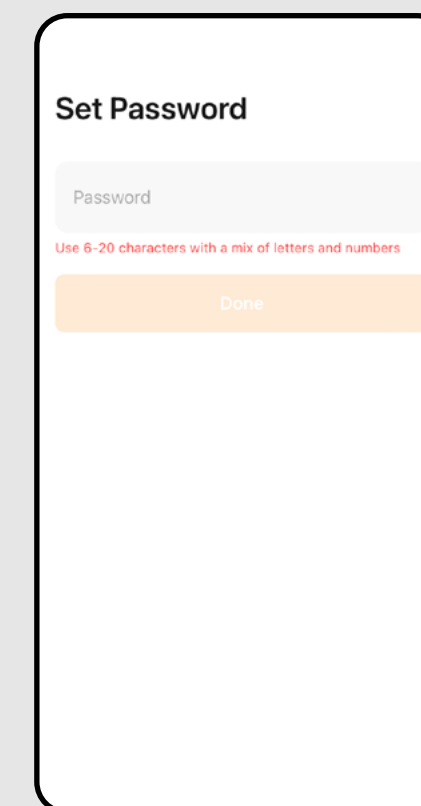 Set Password
Password
Use 6-20 characters with a mix of letters and numbers
Done